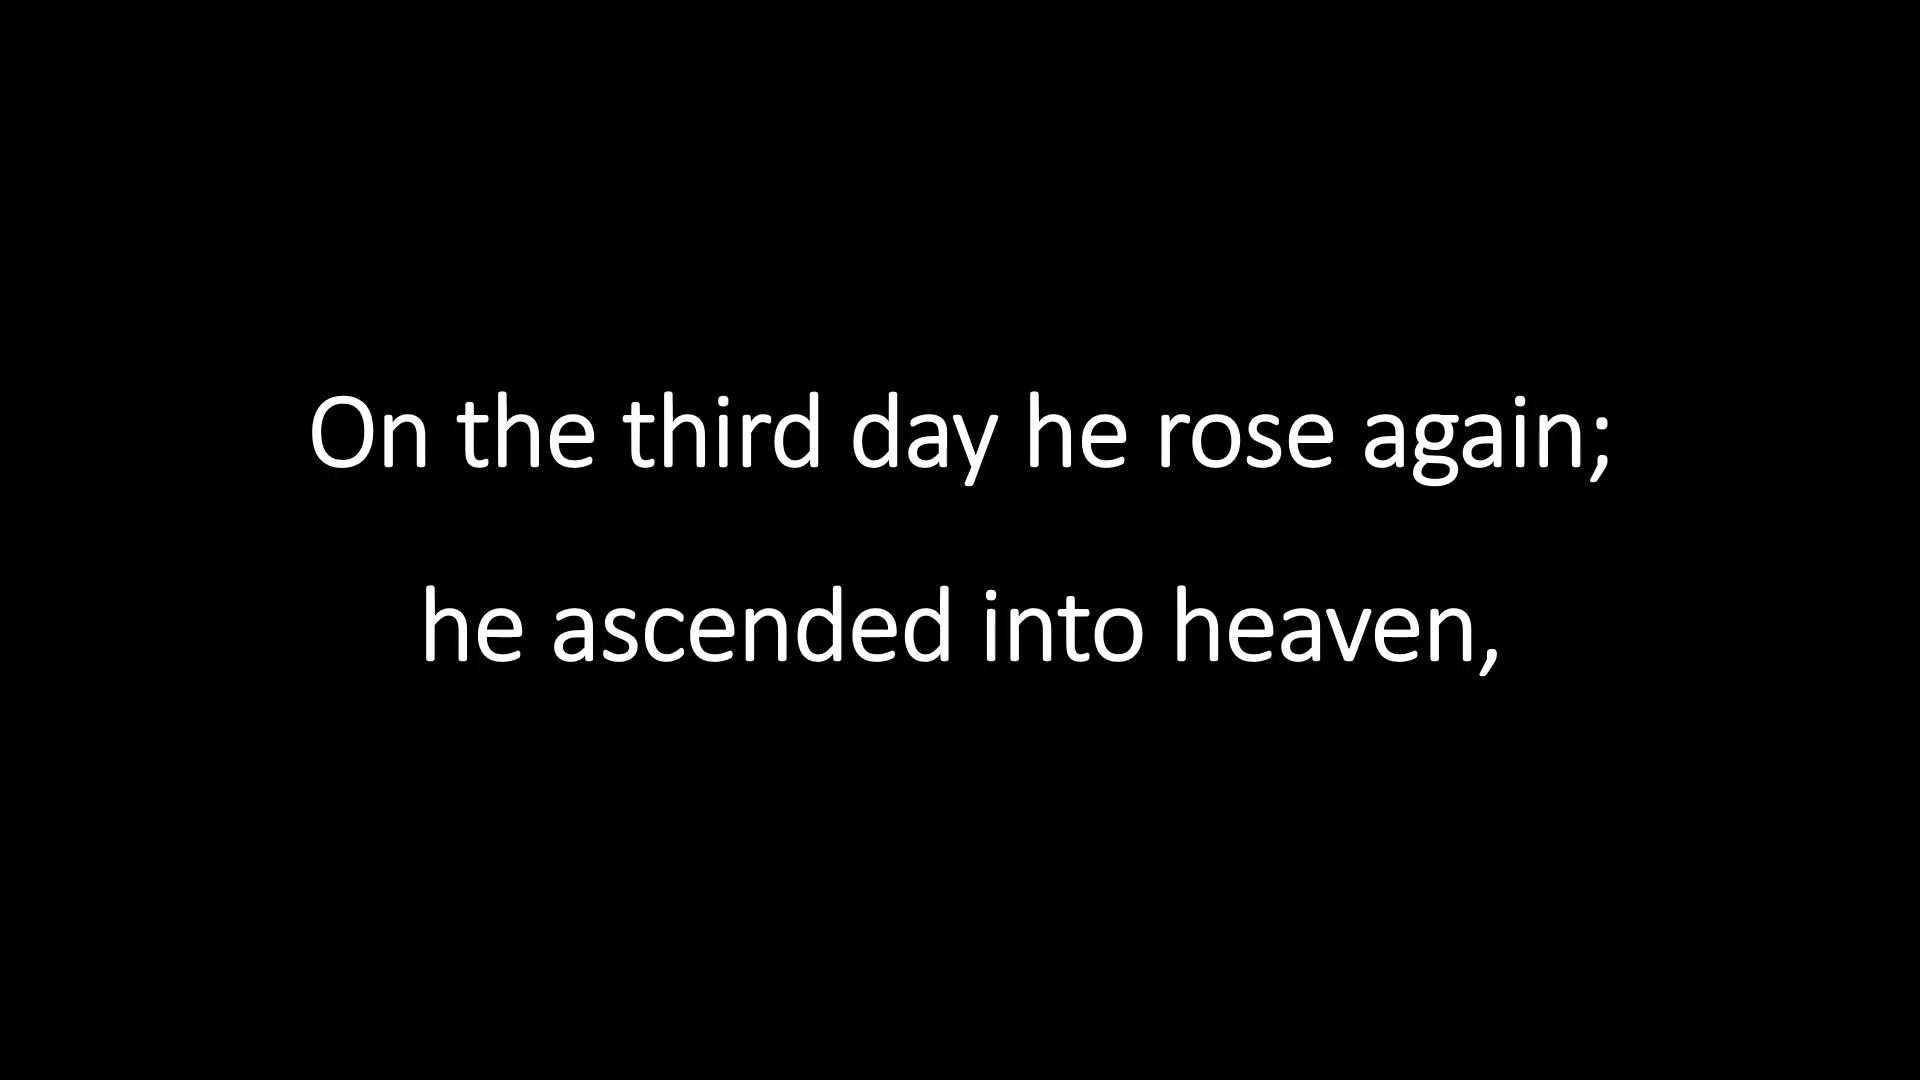 On the third day he rose again;
he ascended into heaven,